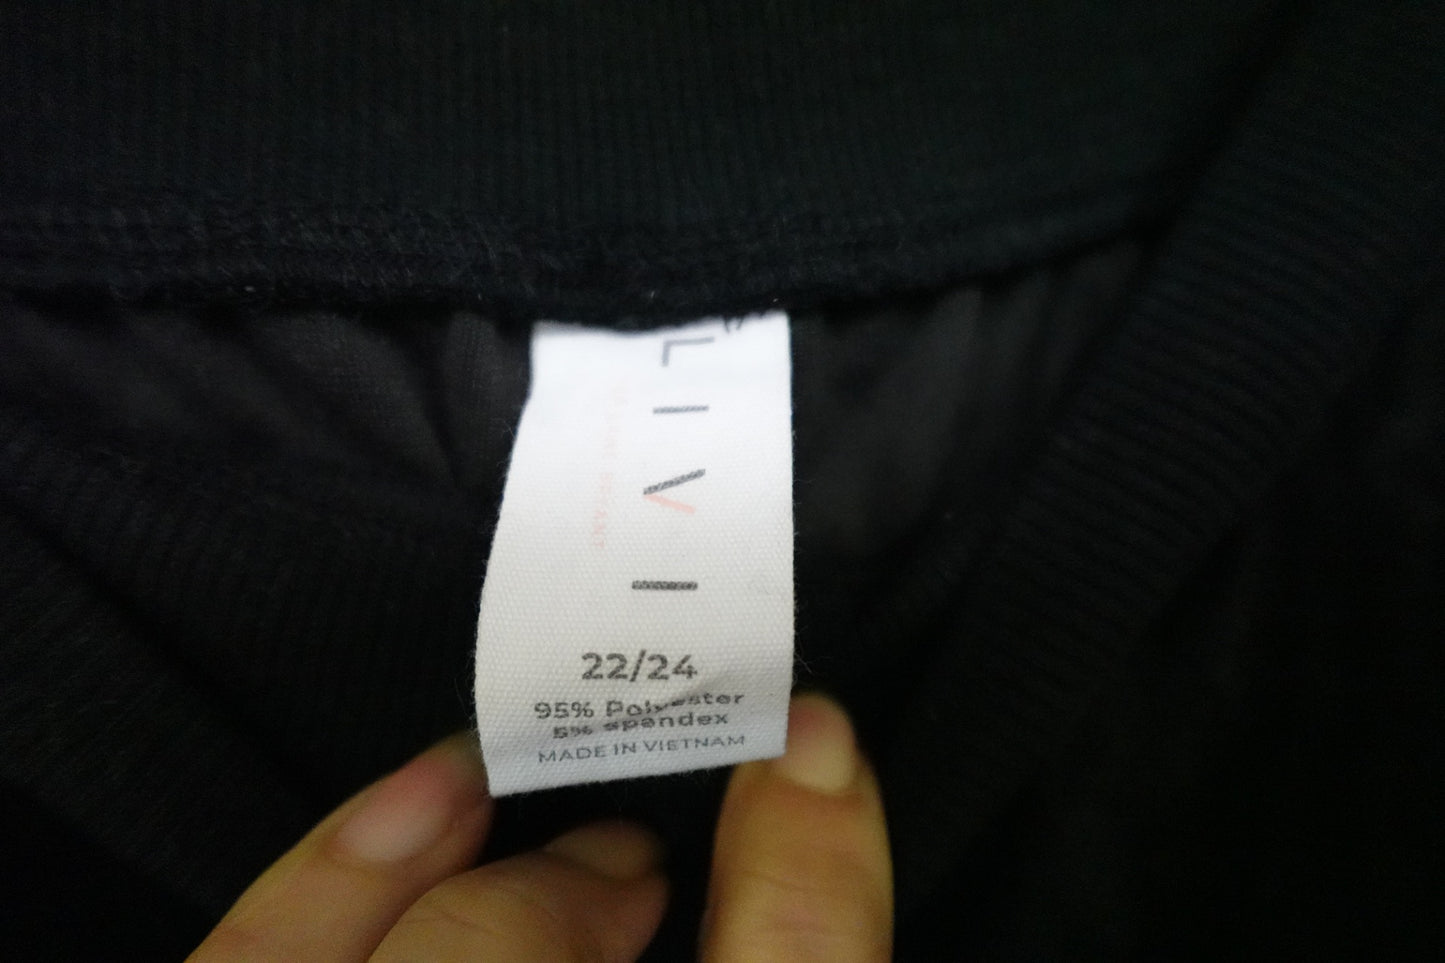 LIVI
22/24
95% Polyester
5% spandex
MADE IN VIETNAM